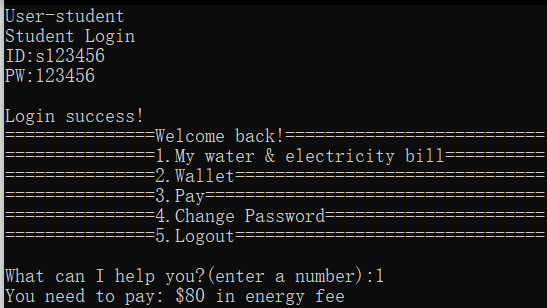 User-student
Student Login
ID:s123456
PW:123456
Login success!
===============Welcome back!==========================
===============1.My water & electricity bill==========
===============2.Wallet===============================
===============3.Pay==================================
===============4.Change Password======================
===============5.Logout===============================
What can I help you?(enter a number):1
You need to pay: $80 in energy fee